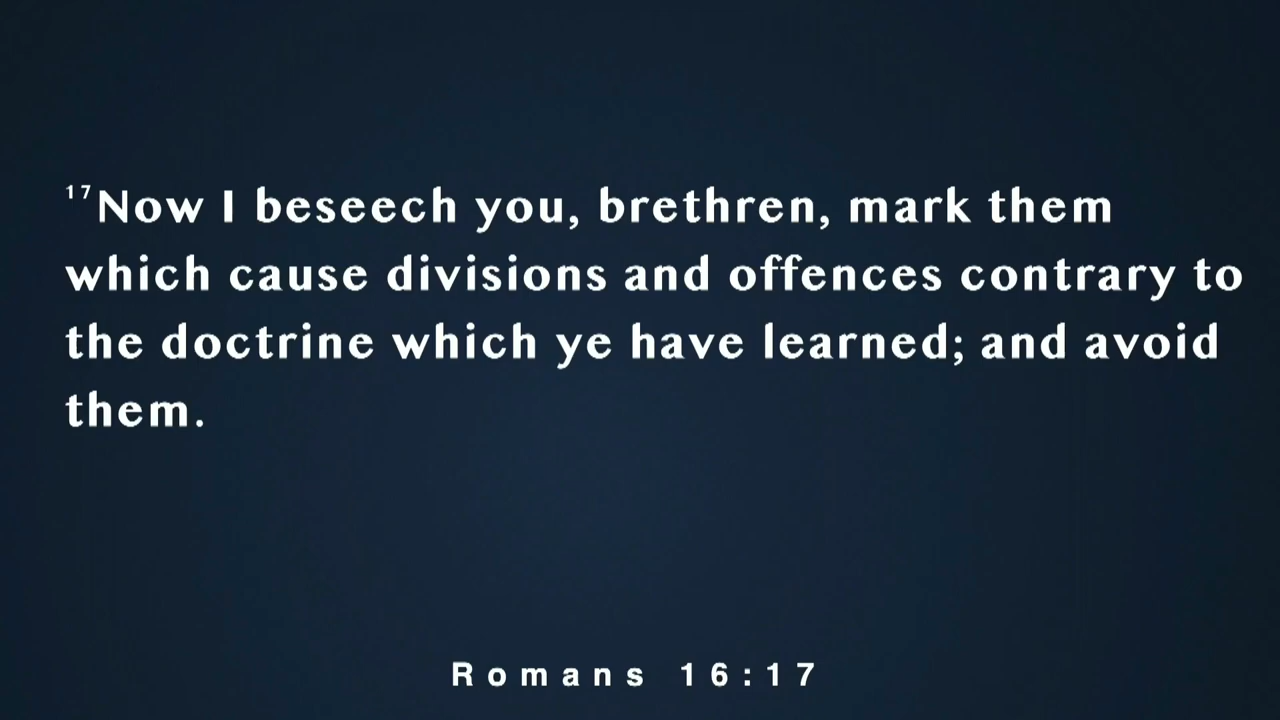 17Now I beseech you, brethren, mark them
which cause divisions and offences contrary to
the doctrine which ye have learned; and avoid
them.
Romans 16:17